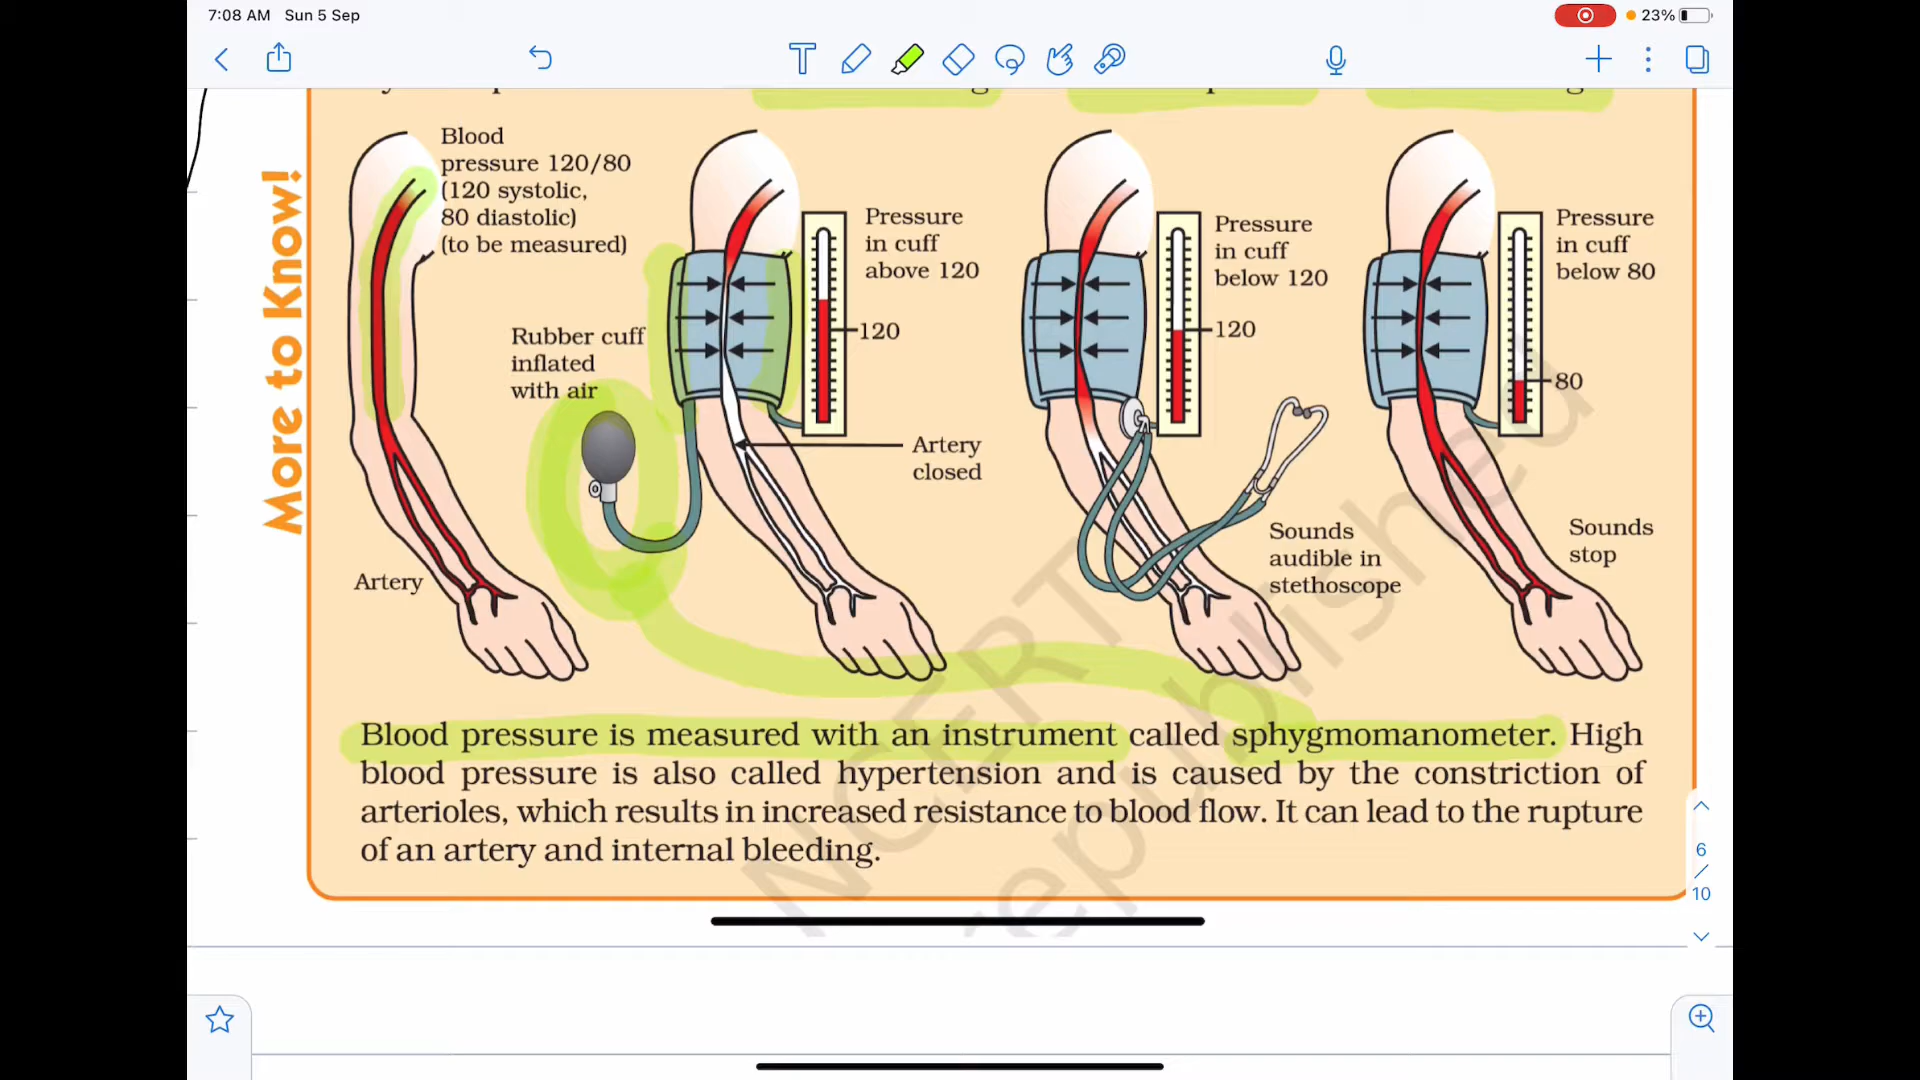 7:08 AM Sun 5 Sep
23%
More to Know!
Blood
pressure 120/80
(120 systolic,
80 diastolic)
(to be measured)
Artery
Rubber cuff
inflated
with air
Pressure
in cuff
above 120
120
Artery
closed
Pressure
in cuff
below 120
120
Sounds
audible in
stethoscope
Pressure
in cuff
below 80
80
Sounds
stop
Blood pressure is measured with an instrument called sphygmomanometer. High
blood pressure is also called hypertension and is caused by the constriction of
arterioles, which results in increased resistance to blood flow. It can lead to the rupture
of an artery and internal bleeding.
NCERT
republished
6
/
10